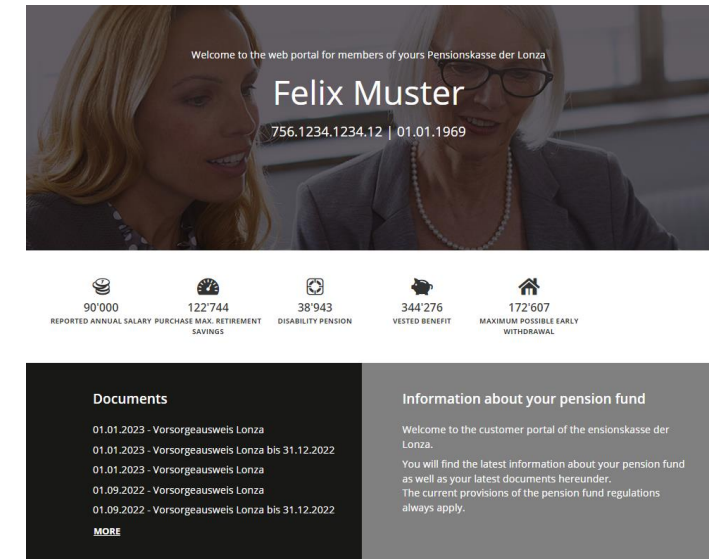 Welcome to the web portal for members of yours Pensionskasse der Lonza
Felix Muster
756.1234.1234.12 | 01.01.1969
90'000
REPORTED ANNUAL SALARY
122'744
PURCHASE MAX. RETIREMENT
SAVINGS
38'943
DISABILITY PENSION
344'276
VESTED BENEFIT
172'607
MAXIMUM POSSIBLE EARLY
WITHDRAWAL
Documents
01.01.2023 - Vorsorgeausweis Lonza
01.01.2023 - Vorsorgeausweis Lonza bis 31.12.2022
01.01.2023 - Vorsorgeausweis Lonza
01.09.2022 - Vorsorgeausweis Lonza
01.09.2022 - Vorsorgeausweis Lonza bis 31.12.2022
MORE
Information about your pension fund
Welcome to the customer portal of the ensionskasse der
Lonza.
You will find the latest information about your pension fund
as well as your latest documents hereunder.
The current provisions of the pension fund regulations
always apply.